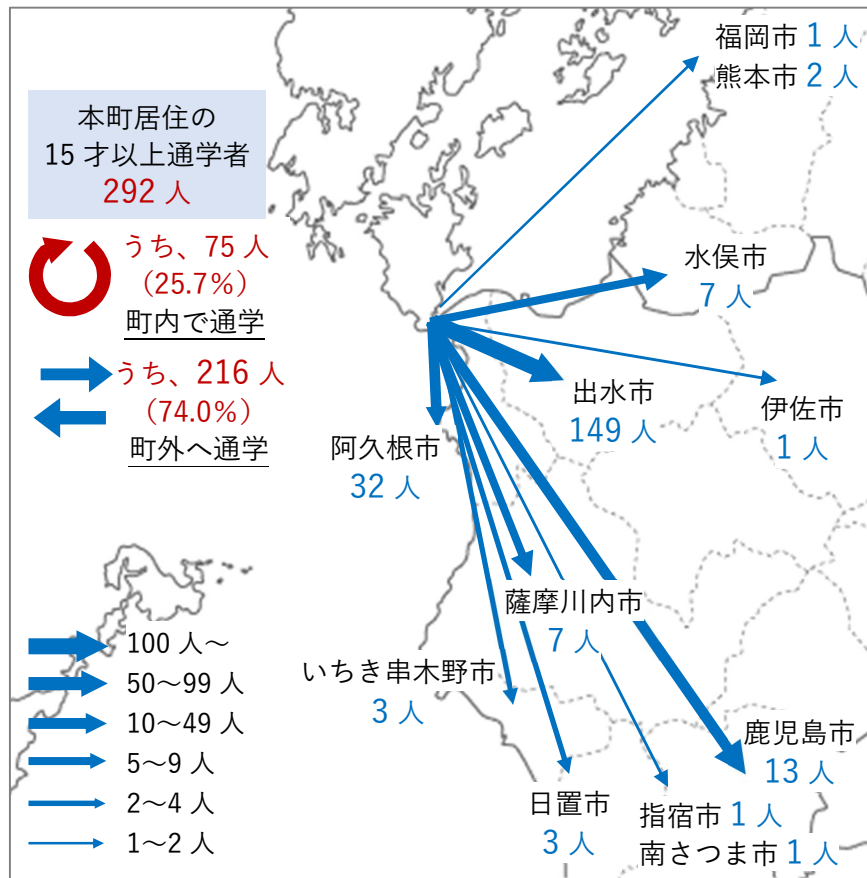 福岡市 1 人
熊本市 2 人
本町居住の
15 才以上通学者
292 人
うち、75 人
（25.7％）
町内で通学
うち、216 人
（74.0％）
町外へ通学
水俣市
7 人
出水市
149 人
伊佐市
1 人
阿久根市
32 人
薩摩川内市
7 人
いちき串木野市
3 人
鹿児島市
13 人
日置市
3 人
指宿市 1 人
南さつま市 1 人
100 人～
50～99 人
10～49 人
5～9 人
2～4 人
1～2 人